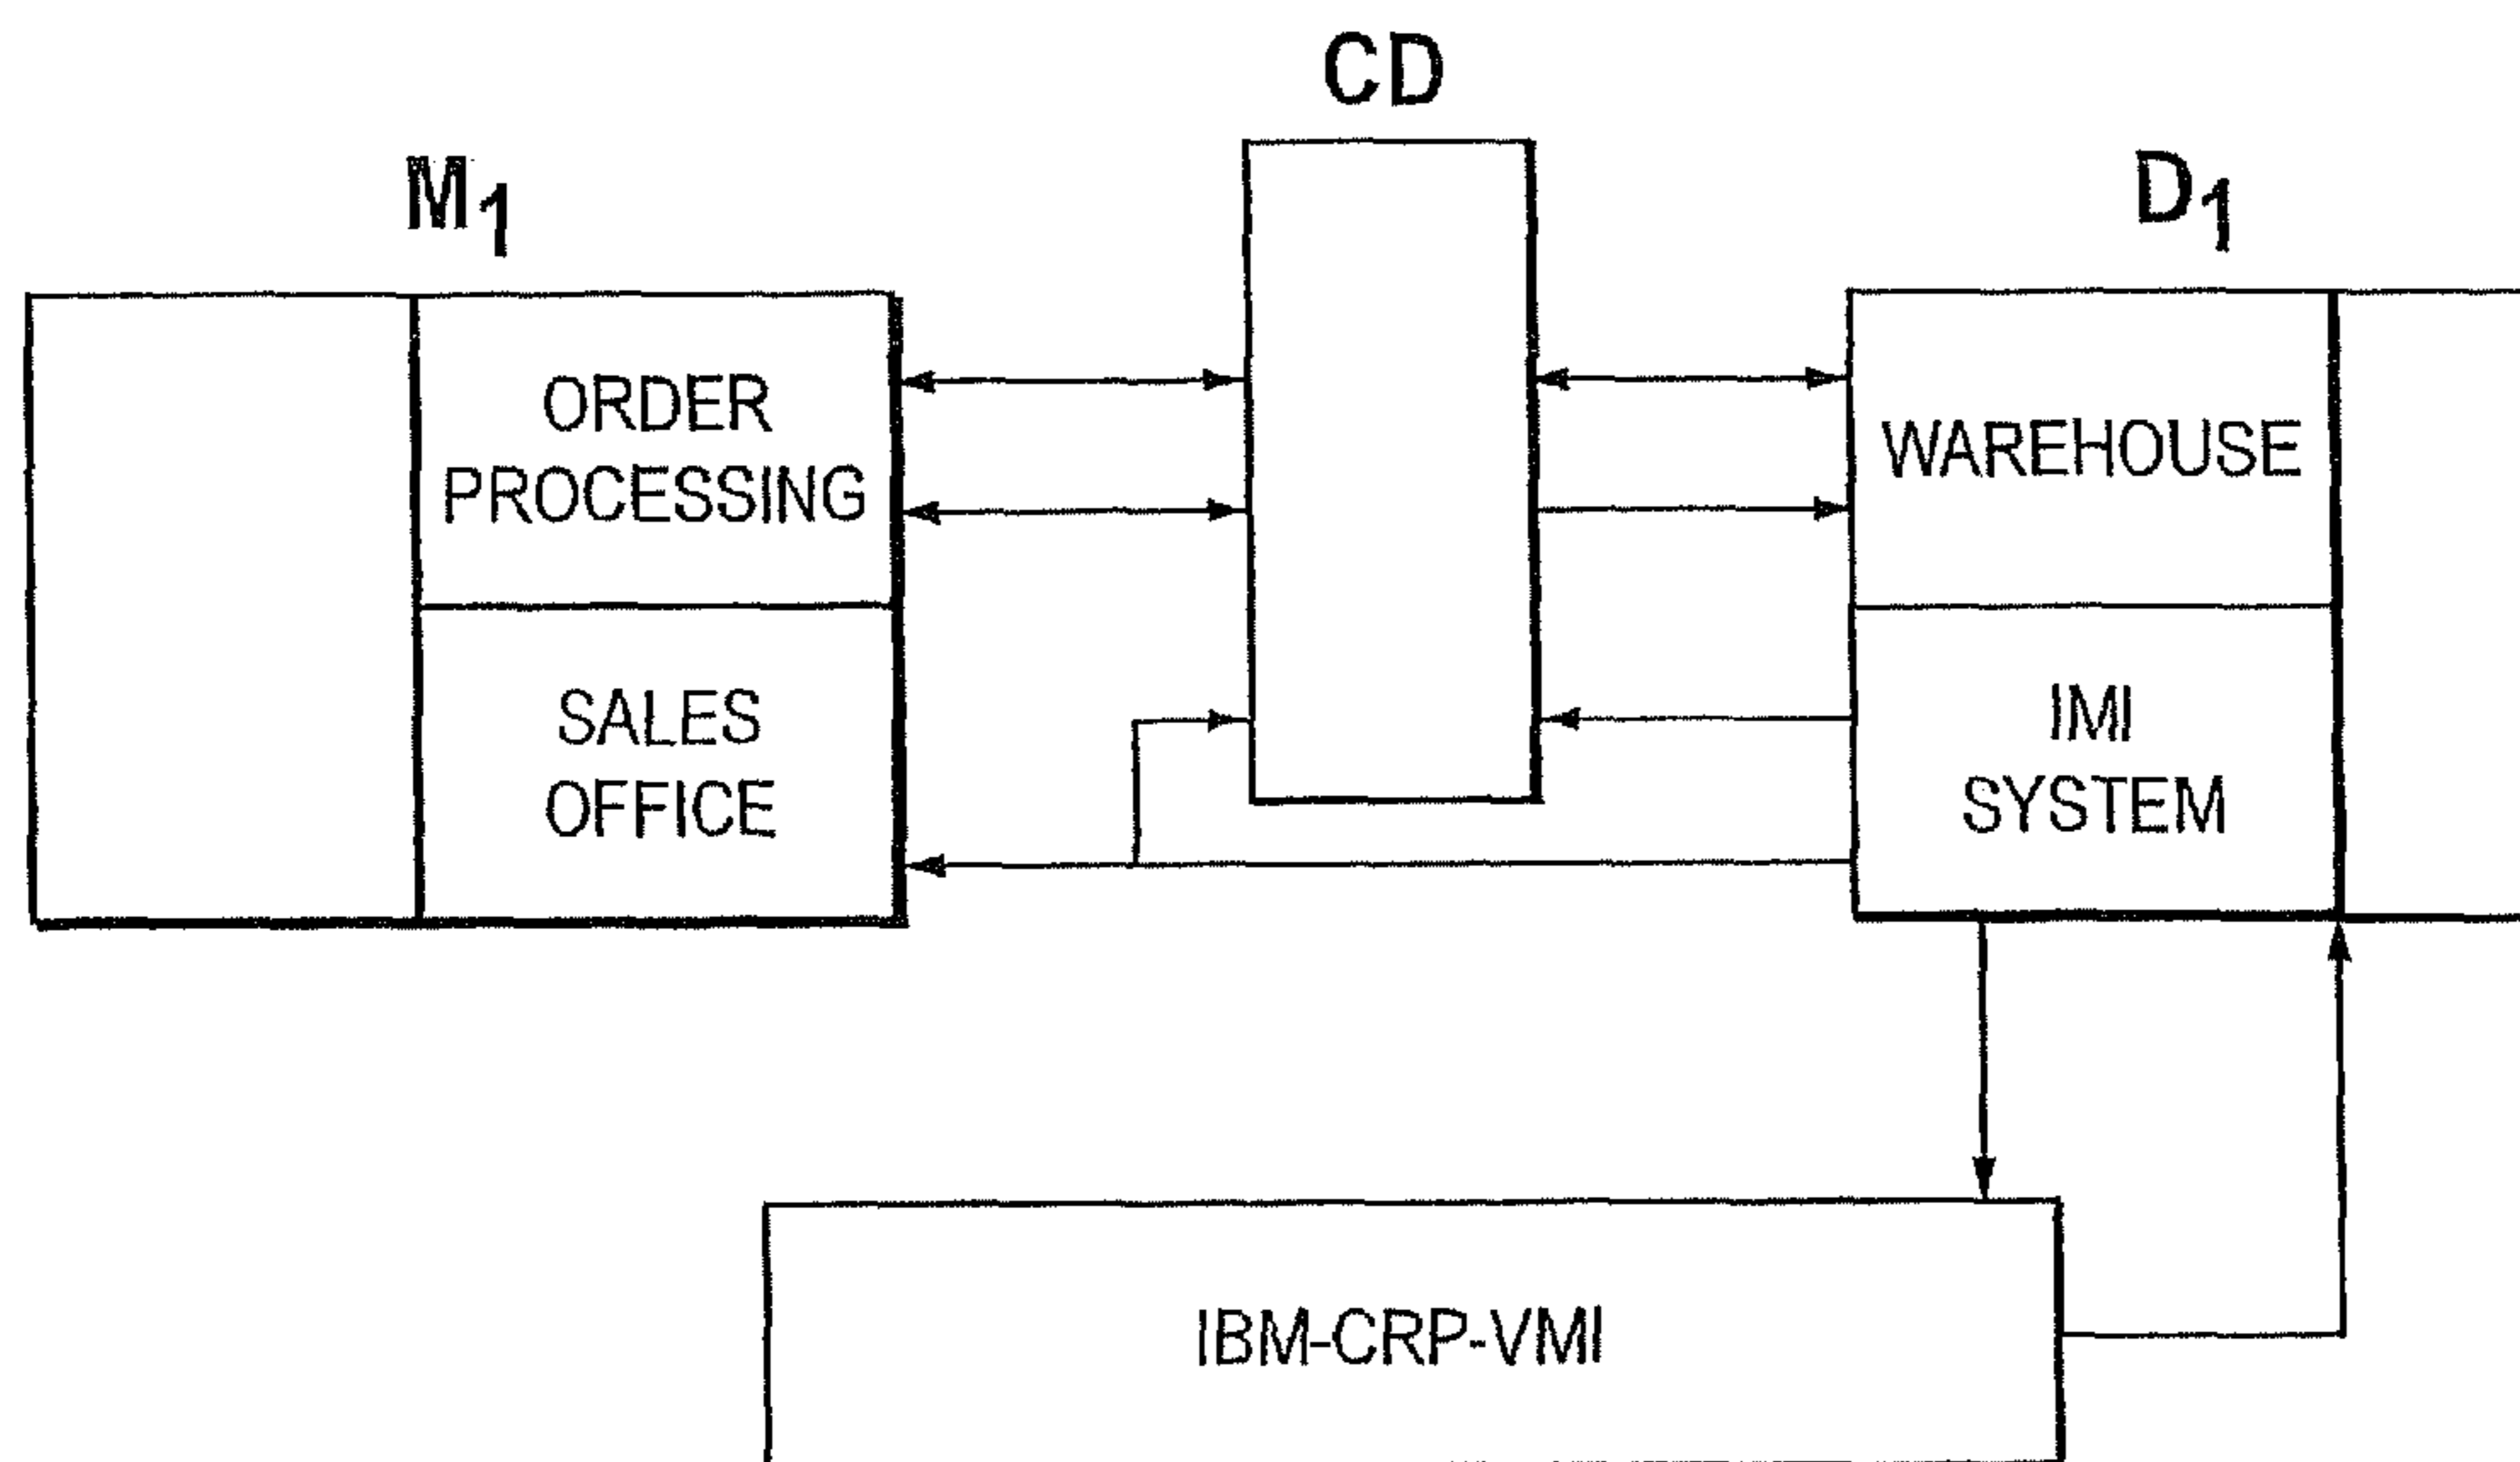 CD
M1
D1
ORDER
PROCESSING
WAREHOUSE
SALES
OFFICE
IMI
SYSTEM
IBM-CRP-VMI